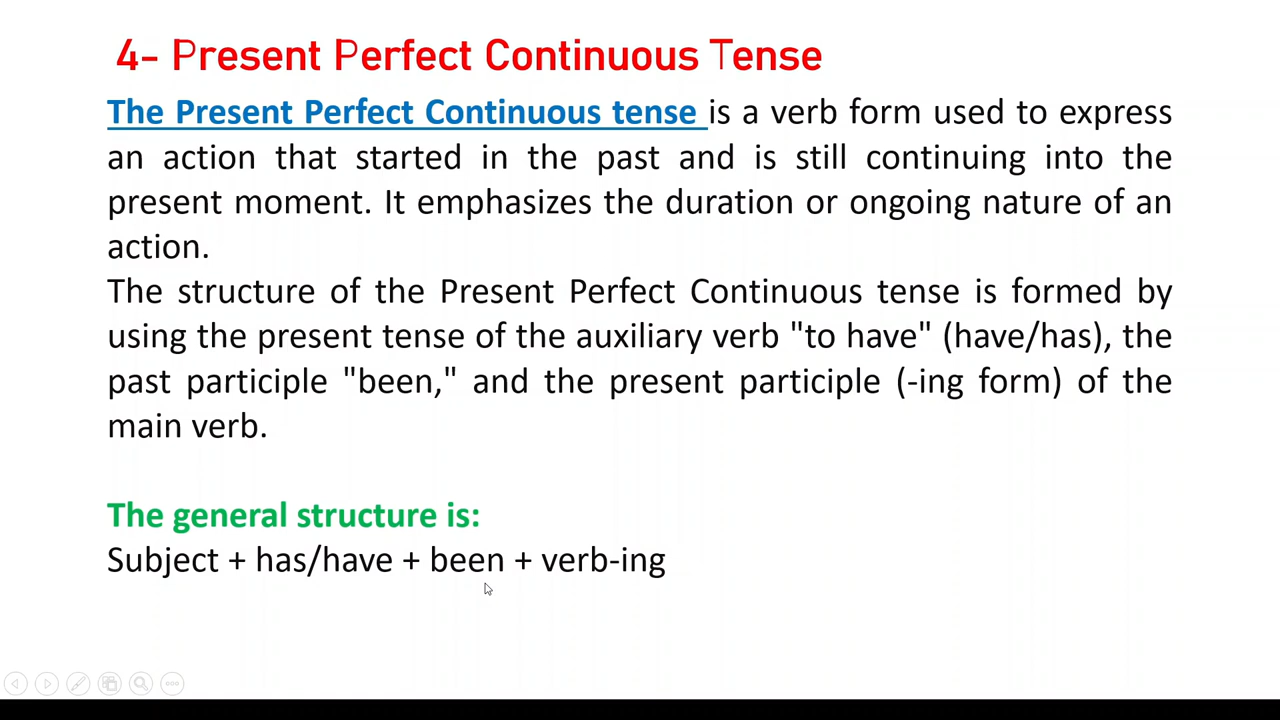 4- Present Perfect Continuous Tense
The Present Perfect Continuous tense is a verb form used to express
an action that started in the past and is still continuing into the
present moment. It emphasizes the duration or ongoing nature of an
action.
The structure of the Present Perfect Continuous tense is formed by
using the present tense of the auxiliary verb "to have" (have/has), the
past participle "been," and the present participle (-ing form) of the
main verb.
The general structure is:
Subject + has/have + been + verb-ing